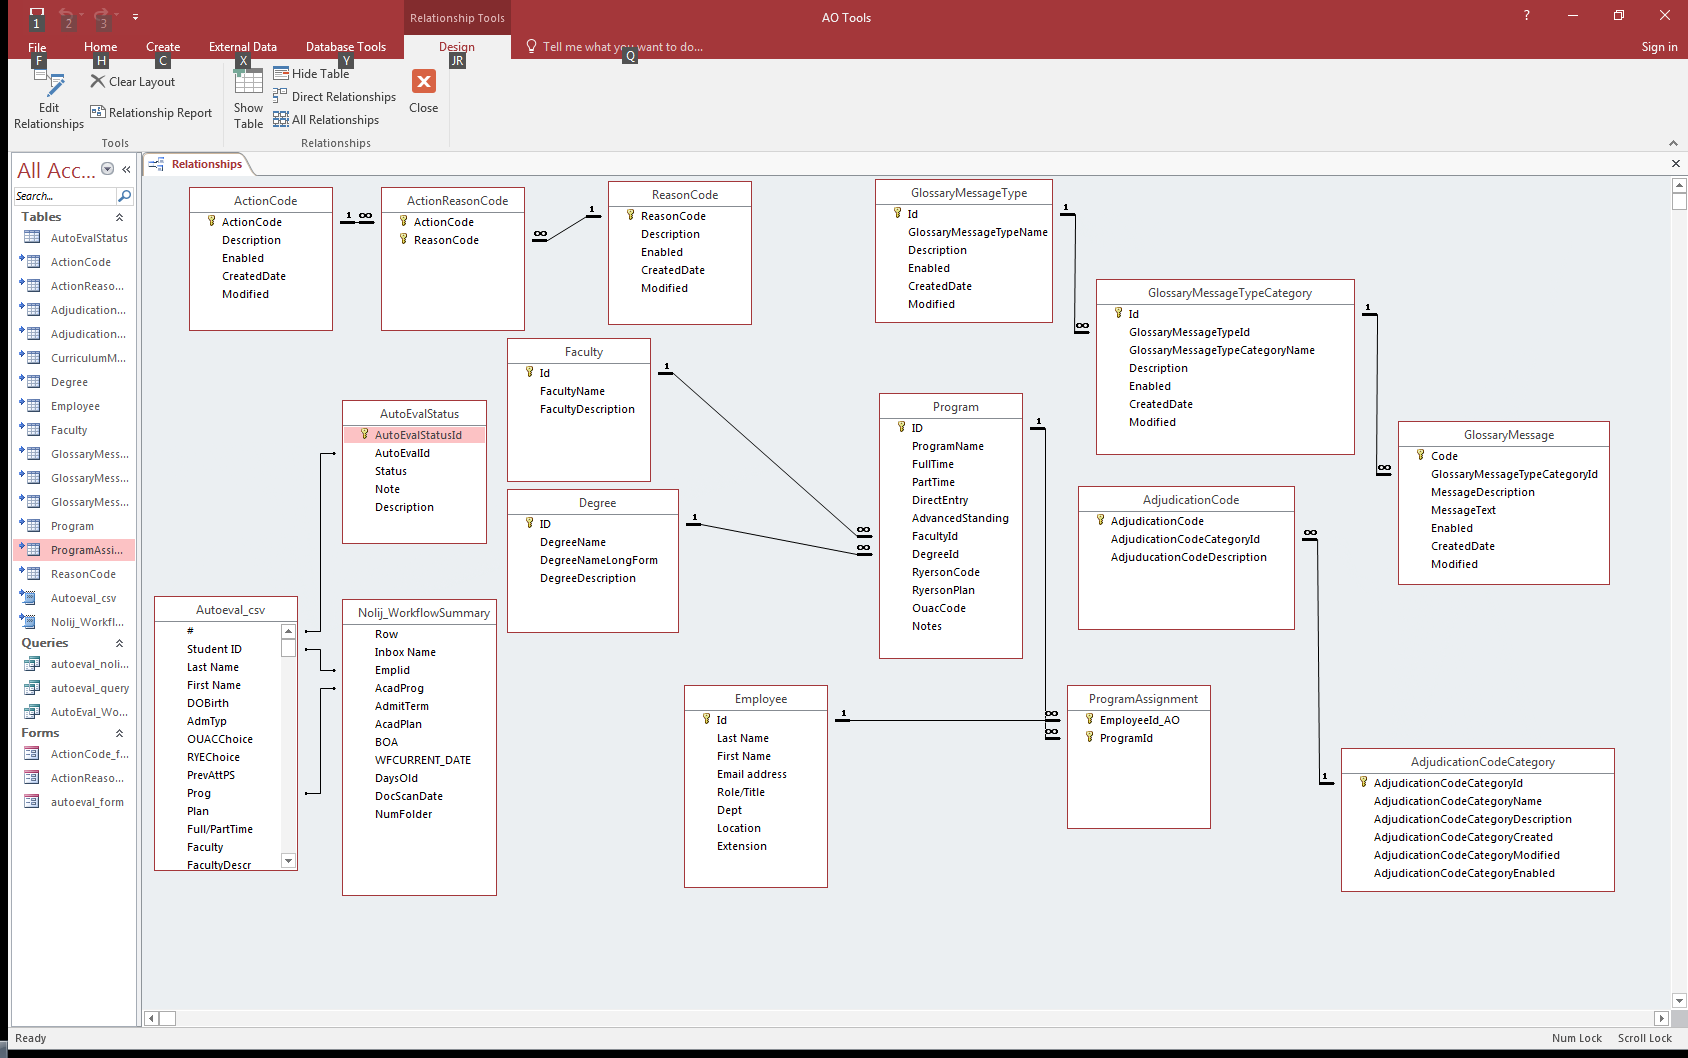 1
2
3
Relationship Tools
AO Tools
?
File
Home
Create
External Data
Database Tools
Design
Tell me what you want to do...
Sign in
F
H
C
X
Y
JR
Q
Edit
Relationships
Clear Layout
Relationship Report
Tools
Show
Table
Hide Table
Direct Relationships
All Relationships
Relationships
Close
All Acc...
Search...
Tables
AutoEvalStatus
ActionCode
ActionReaso...
Adjudication...
Adjudication...
CurriculumM...
Degree
Employee
Faculty
GlossaryMess...
GlossaryMess...
GlossaryMess...
Program
ProgramAssi...
ReasonCode
Autoeval_csv
Nolij_Workfl...
Queries
autoeval_noli...
autoeval_query
AutoEval_Wo...
Forms
ActionCode_f...
ActionReaso...
autoeval_form
Relationships
ActionCode
ActionCode
Description
Enabled
CreatedDate
Modified
1 ∞
ActionReasonCode
ActionCode
ReasonCode
∞
1
ReasonCode
ReasonCode
Description
Enabled
CreatedDate
Modified
GlossaryMessageType
Id
GlossaryMessageTypeName
Description
Enabled
CreatedDate
Modified
1
∞
GlossaryMessageTypeCategory
Id
GlossaryMessageTypeId
GlossaryMessageTypeCategoryName
Description
Enabled
CreatedDate
Modified
1
∞
GlossaryMessage
Code
GlossaryMessageTypeCategoryId
MessageDescription
MessageText
Enabled
CreatedDate
Modified
Faculty
Id
FacultyName
FacultyDescription
1
AutoEvalStatus
AutoEvalStatusId
AutoEvalId
Status
Note
Description
Degree
ID
DegreeName
DegreeNameLongForm
DegreeDescription
1
∞
∞
Program
ID
ProgramName
FullTime
PartTime
DirectEntry
AdvancedStanding
FacultyId
DegreeId
RyersonCode
RyersonPlan
OuacCode
Notes
1
AdjudicationCode
AdjudicationCode
AdjudicationCodeCategoryId
AdjuducationCodeDescription
∞
1
Autoeval_csv
#
Student ID
Last Name
First Name
DOBirth
AdmTyp
OUACChoice
RYEChoice
PrevAttPS
Prog
Plan
Full/PartTime
Faculty
FacultyDescr
Nolij_WorkflowSummary
Row
Inbox Name
Emplid
AcadProg
AdmitTerm
AcadPlan
BOA
WFCURRENT_DATE
DaysOld
DocScanDate
NumFolder
Employee
Id
Last Name
First Name
Email address
Role/Title
Dept
Location
Extension
1
∞
∞
ProgramAssignment
EmployeeId_AO
ProgramId
AdjudicationCodeCategory
AdjudicationCodeCategoryId
AdjudicationCodeCategoryName
AdjudicationCodeCategoryDescription
AdjudicationCodeCategoryCreated
AdjudicationCodeCategoryModified
AdjudicationCodeCategoryEnabled
Ready
Num Lock
Scroll Lock